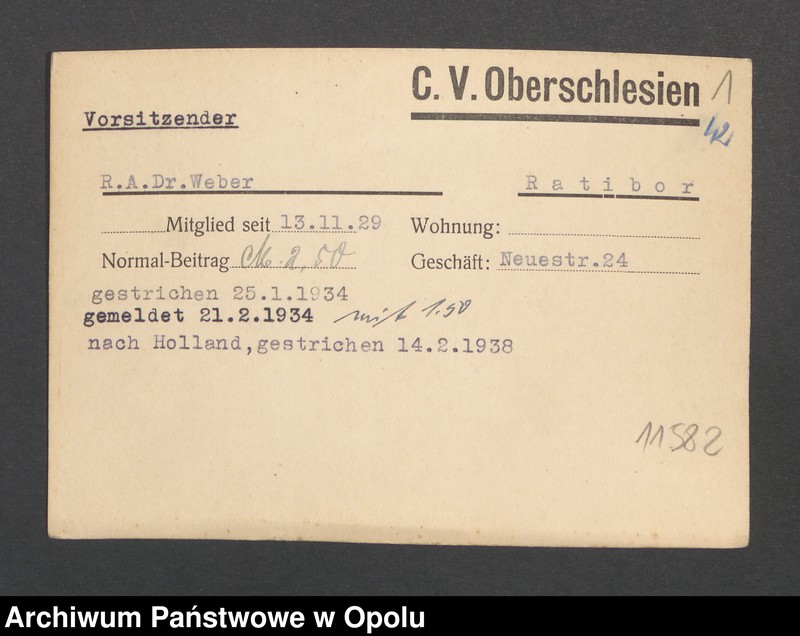 C. V. Oberschlesien 1
42
Vorsitzender
R.A.Dr.Weber Ratibor
Mitglied seit 13.11.29 Wohnung:
Normal-Beitrag M. 2,50 Geschäft: Neuestr.24
gestrichen 25.1.1934
gemeldet 21.2.1934 mit 1.50
nach Holland, gestrichen 14.2.1938
11582
Archiwum Państwowe w Opolu